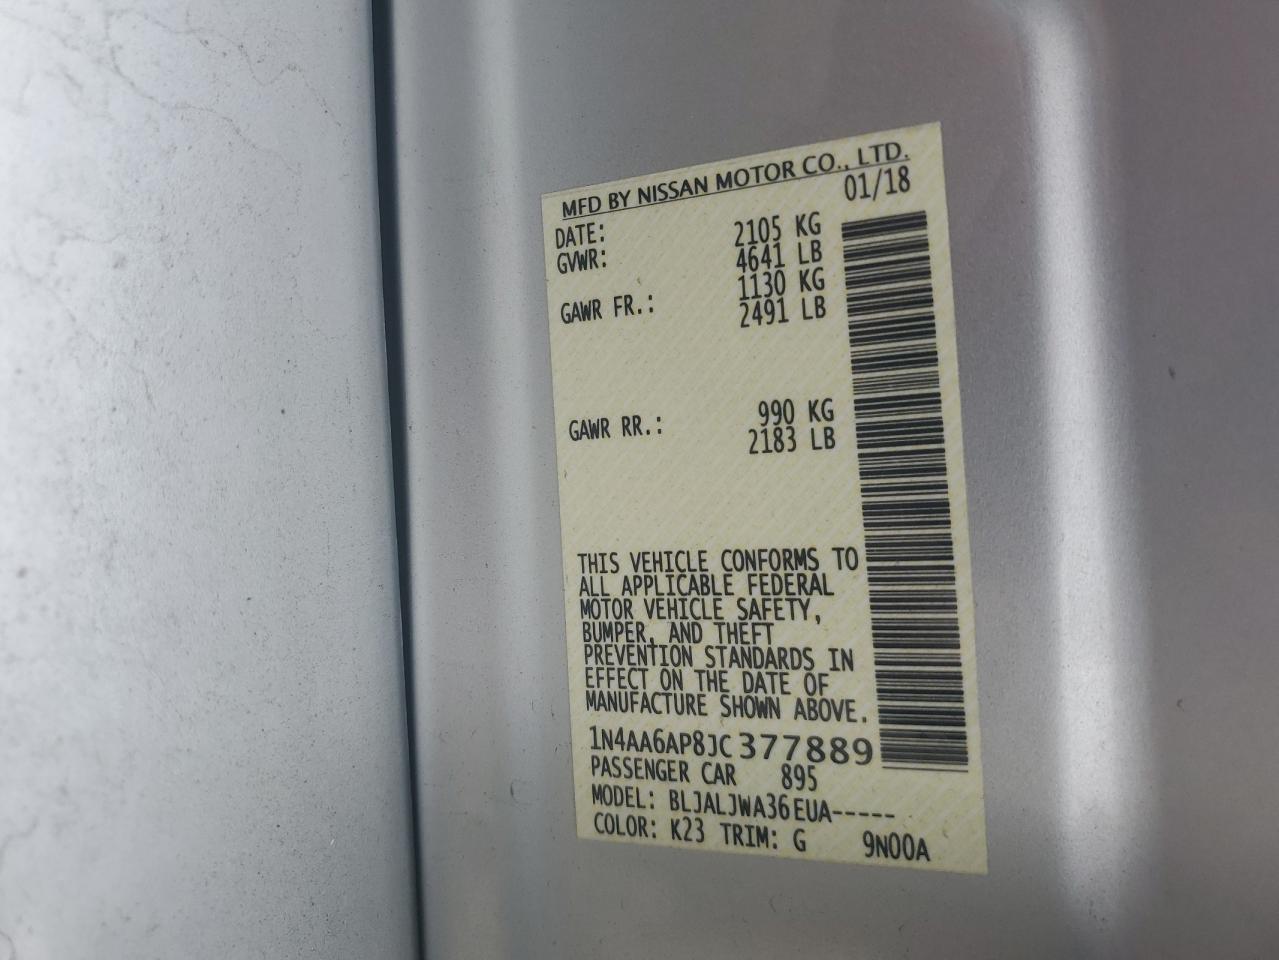 MFD BY NISSAN MOTOR CO., LTD.
DATE: 01/18
GVWR: 2105 KG
4641 LB
GAWR FR.: 1130 KG
2491 LB
GAWR RR.: 990 KG
2183 LB
THIS VEHICLE CONFORMS TO
ALL APPLICABLE FEDERAL
MOTOR VEHICLE SAFETY,
BUMPER, AND THEFT
PREVENTION STANDARDS IN
EFFECT ON THE DATE OF
MANUFACTURE SHOWN ABOVE.
1N4AA6AP8JC377889
PASSENGER CAR 895
MODEL: BLJALJWA36EUA-----
COLOR: K23 TRIM: G 9N00A